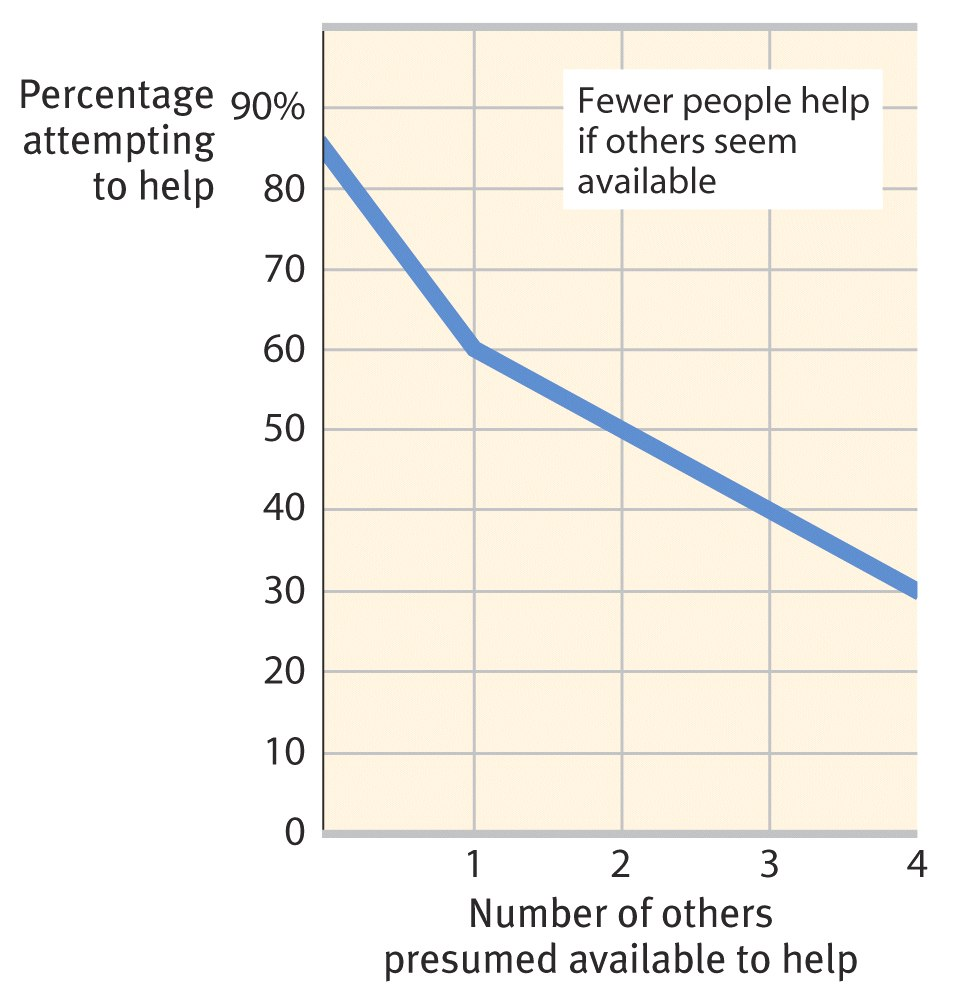 Percentage
attempting
to help
90%
80
70
60
50
40
30
20
10
0
Fewer people help
if others seem
available
1 2 3 4
Number of others
presumed available to help